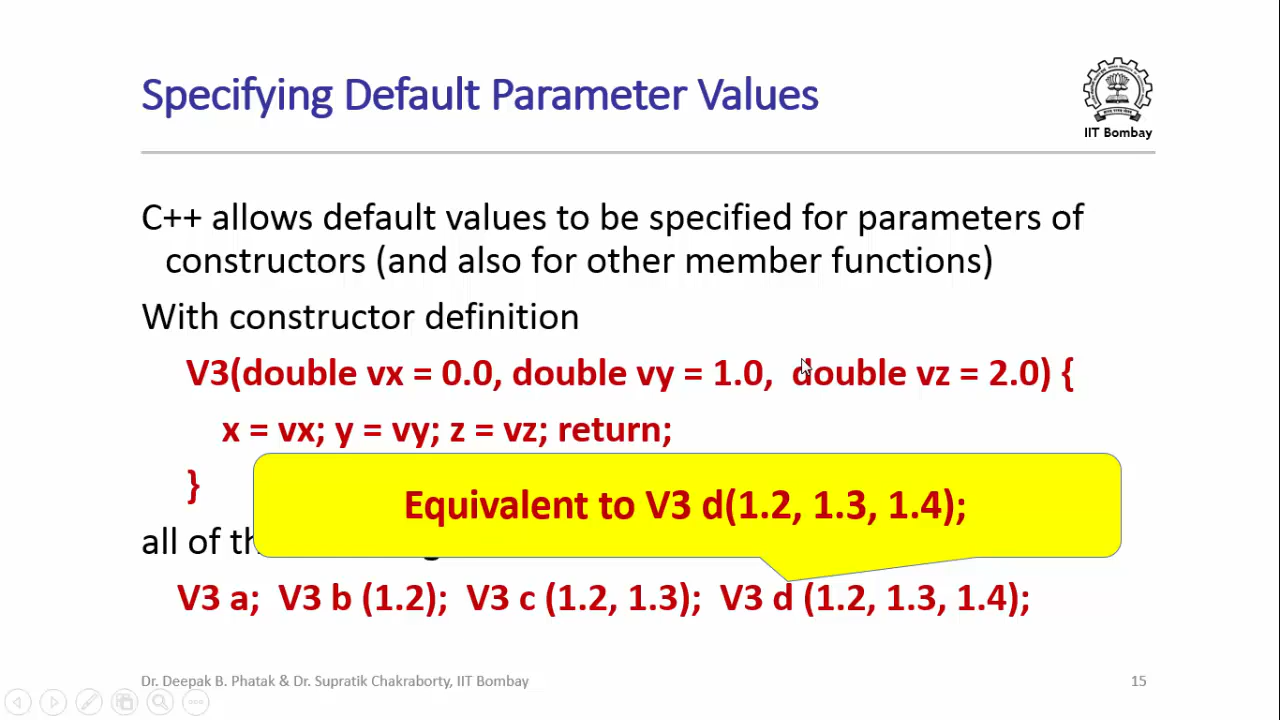 Specifying Default Parameter Values
IIT Bombay
C++ allows default values to be specified for parameters of
constructors (and also for other member functions)
With constructor definition
V3(double vx = 0.0, double vy = 1.0, double vz = 2.0) {
x = vx; y = vy; z = vz; return;
}
Equivalent to V3 d(1.2, 1.3, 1.4);
all of
V3 a; V3 b (1.2); V3 c (1.2, 1.3); V3 d (1.2, 1.3, 1.4);
Dr. Deepak B. Phatak & Dr. Supratik Chakraborty, IIT Bombay
15